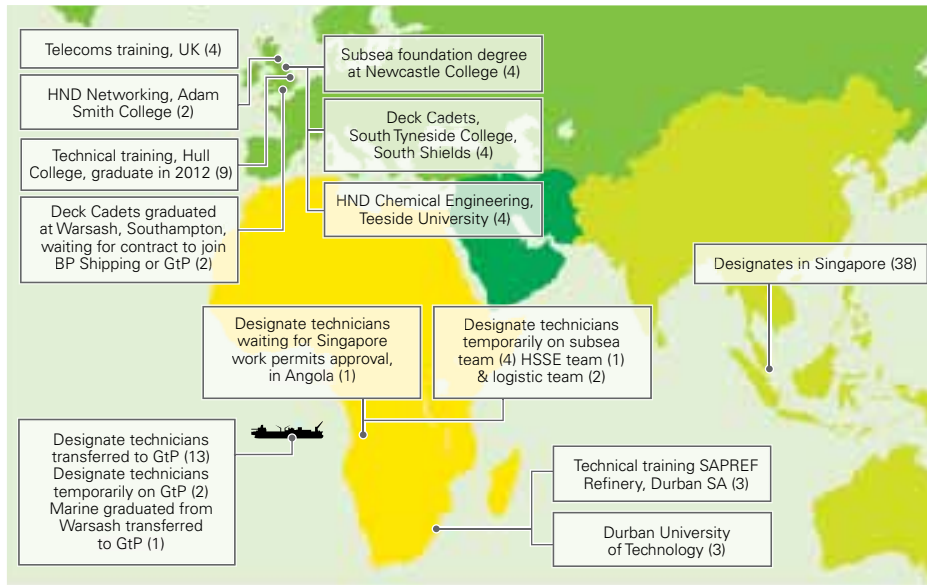 Telecoms training, UK (4)
HND Networking, Adam
Smith College (2)
Technical training, Hull
College, graduate in 2012 (9)
Deck Cadets graduated
at Warsash, Southampton,
waiting for contract to join
BP Shipping or GtP (2)
Subsea foundation degree
at Newcastle College (4)
Deck Cadets,
South Tyneside College,
South Shields (4)
HND Chemical Engineering,
Teeside University (4)
Designates in Singapore (38)
Designate technicians
waiting for Singapore
work permits approval,
in Angola (1)
Designate technicians
temporarily on subsea
team (4) HSSE team (1)
& logistic team (2)
Designate technicians
transferred to GtP (13)
Designate technicians
temporarily on GtP (2)
Marine graduated from
Warsash transferred
to GtP (1)
Technical training SAPREF
Refinery, Durban SA (3)
Durban University
of Technology (3)